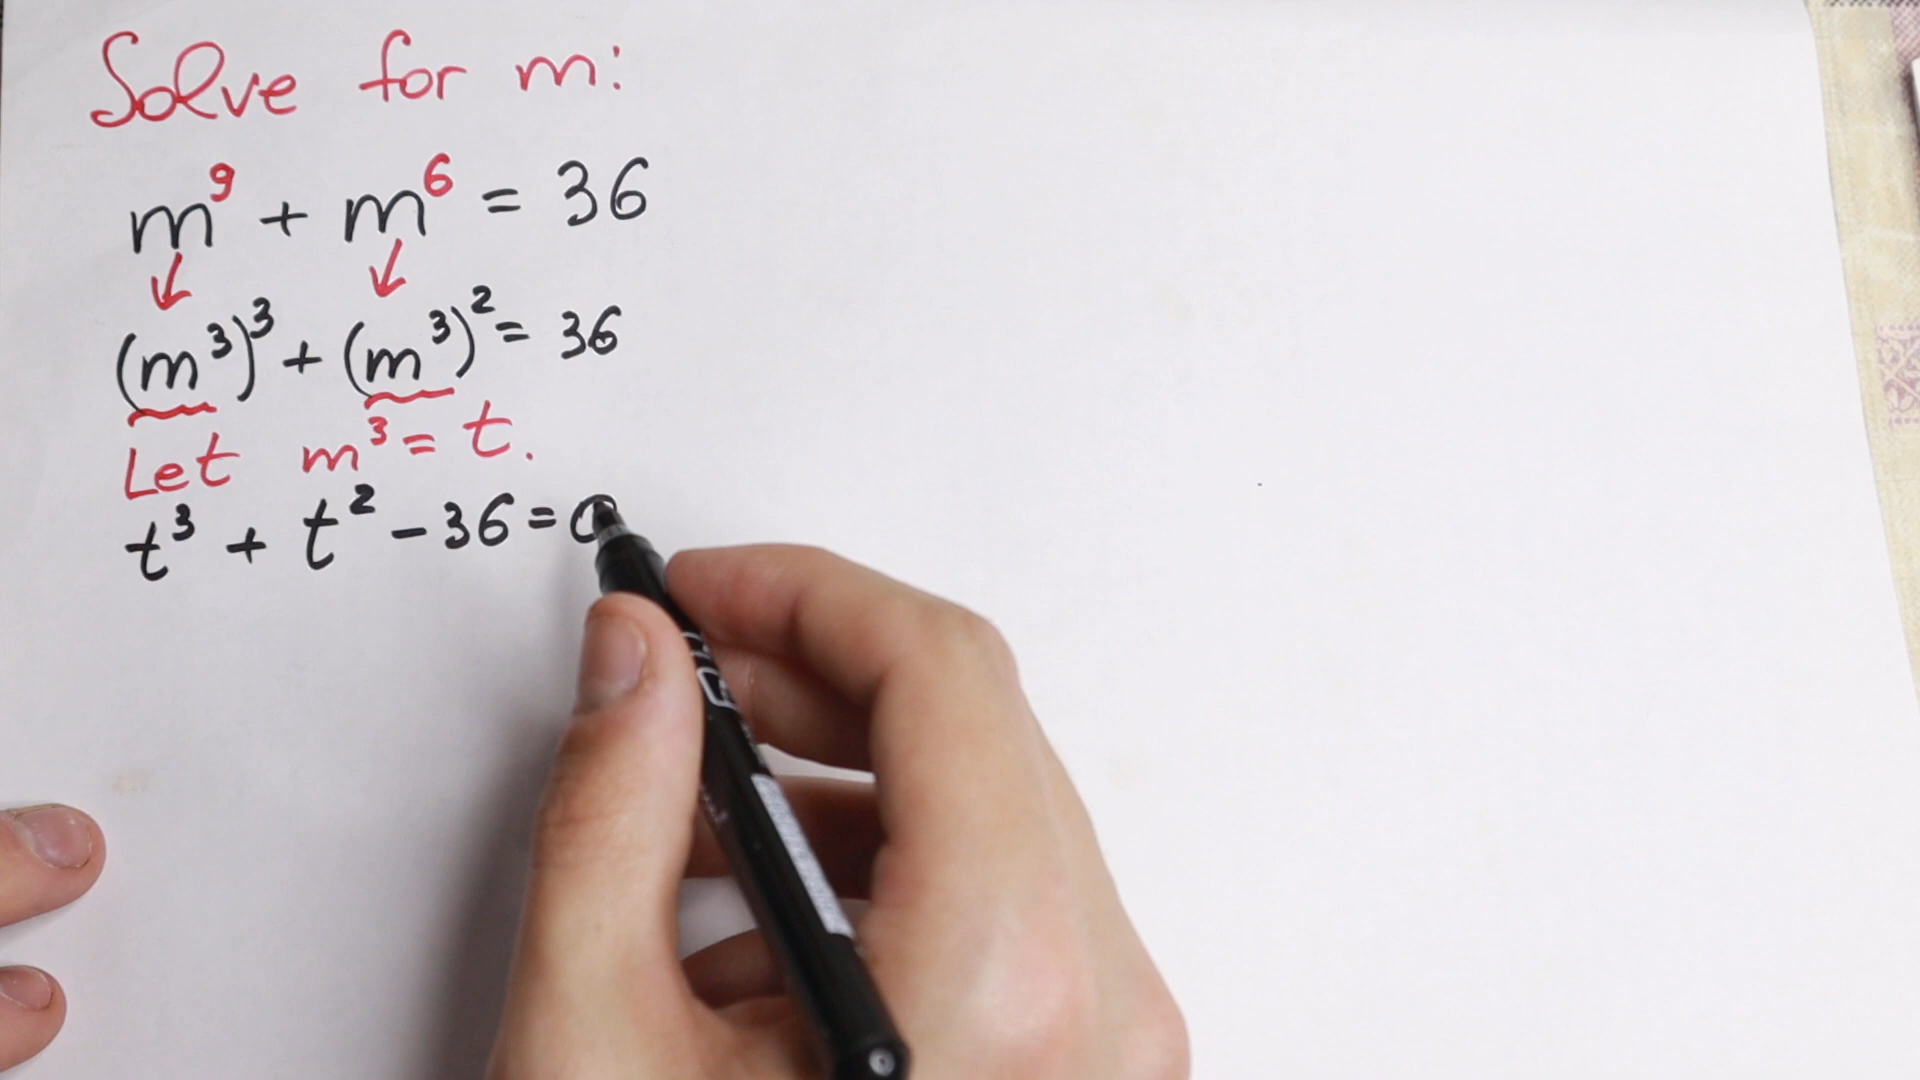 Solve for m:
m⁹ + m⁶ = 36
(m³)³ + (m³)² = 36
Let m³ = t.
t³ + t² - 36 = 0